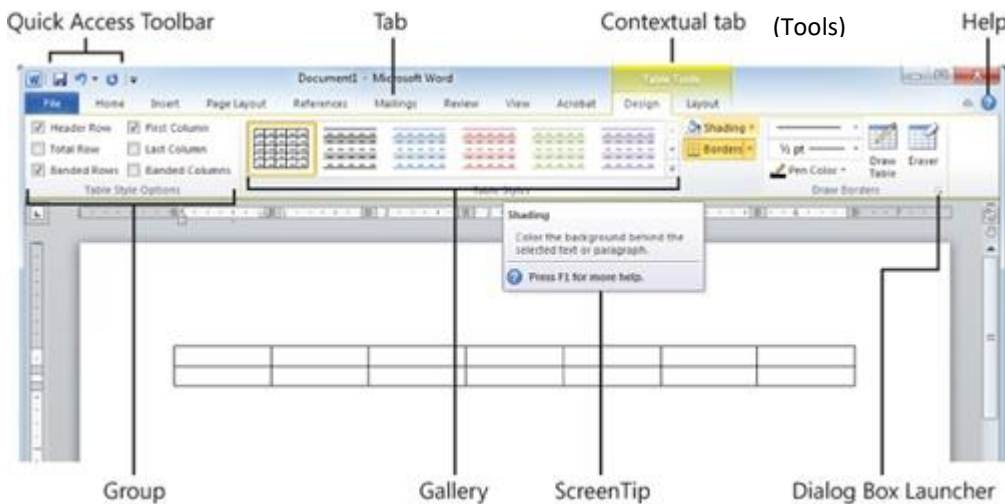 Quick Access Toolbar Tab Contextual tab (Tools) Help
Document1 - Microsoft Word Table Tools
File Home Insert Page Layout References Mailings Review View Acrobat Design Layout
Header Row First Column Shading
Total Row Last Column Borders ½ pt Draw Table Eraser
Banded Rows Banded Columns Pen Color
Table Style Options Table Styles Draw Borders
Shading
Color the background behind the
selected text or paragraph.
Press F1 for more help.
Group Gallery ScreenTip Dialog Box Launcher